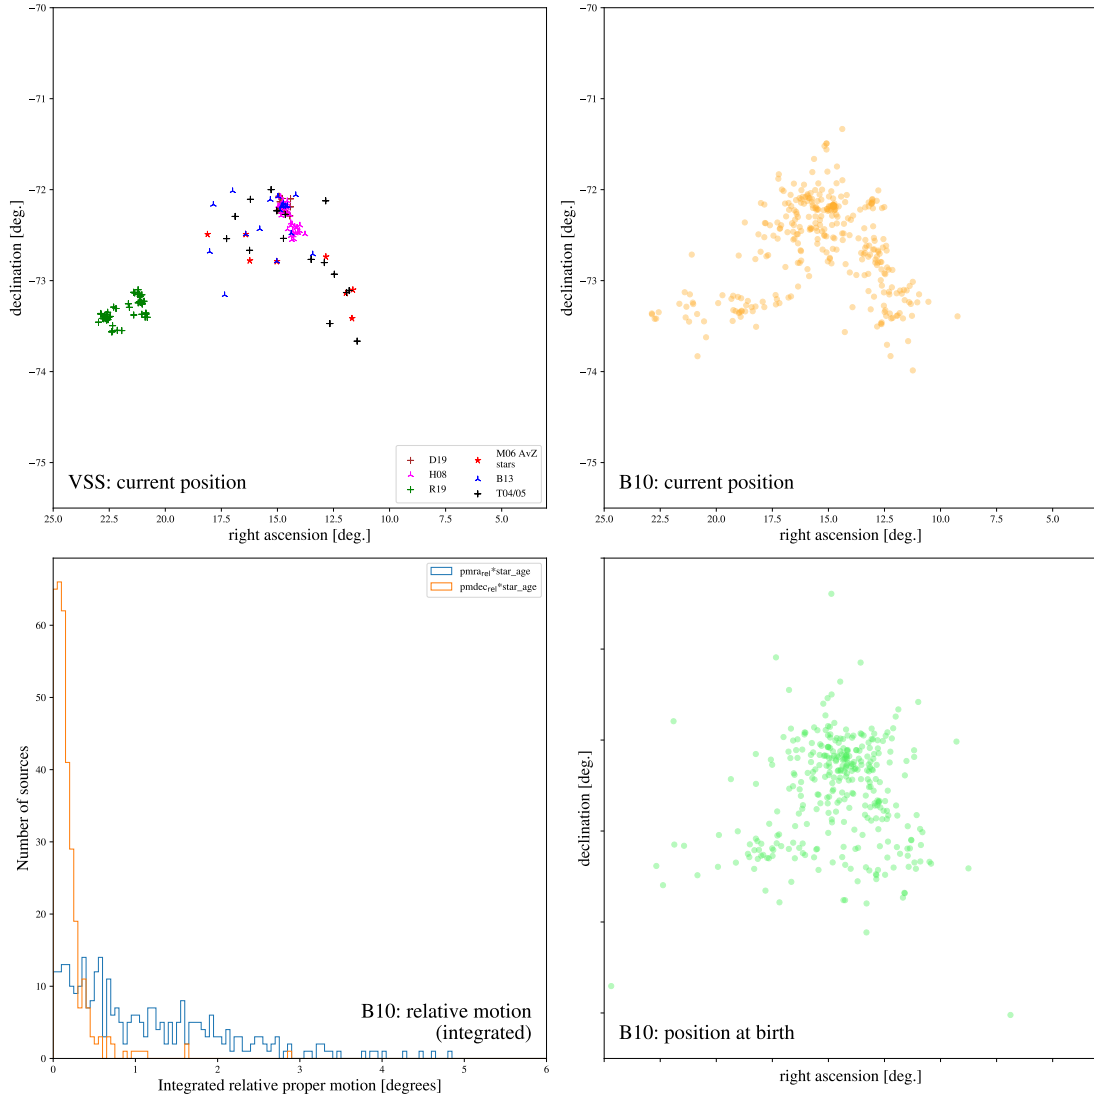 −70
−71
−72
−73
−74
−75
declination [deg.]
VSS: current position
D19
H08
R19
M06 AvZ
stars
B13
T04/05
25.0 22.5 20.0 17.5 15.0 12.5 10.0 7.5 5.0
right ascension [deg.]
−70
−71
−72
−73
−74
−75
declination [deg.]
B10: current position
25.0 22.5 20.0 17.5 15.0 12.5 10.0 7.5 5.0
right ascension [deg.]
pmra_rel*star_age
pmdec_rel*star_age
60
50
40
30
20
10
0
Number of sources
B10: relative motion
(integrated)
0 1 2 3 4 5 6
Integrated relative proper motion [degrees]
declination [deg.]
B10: position at birth
right ascension [deg.]